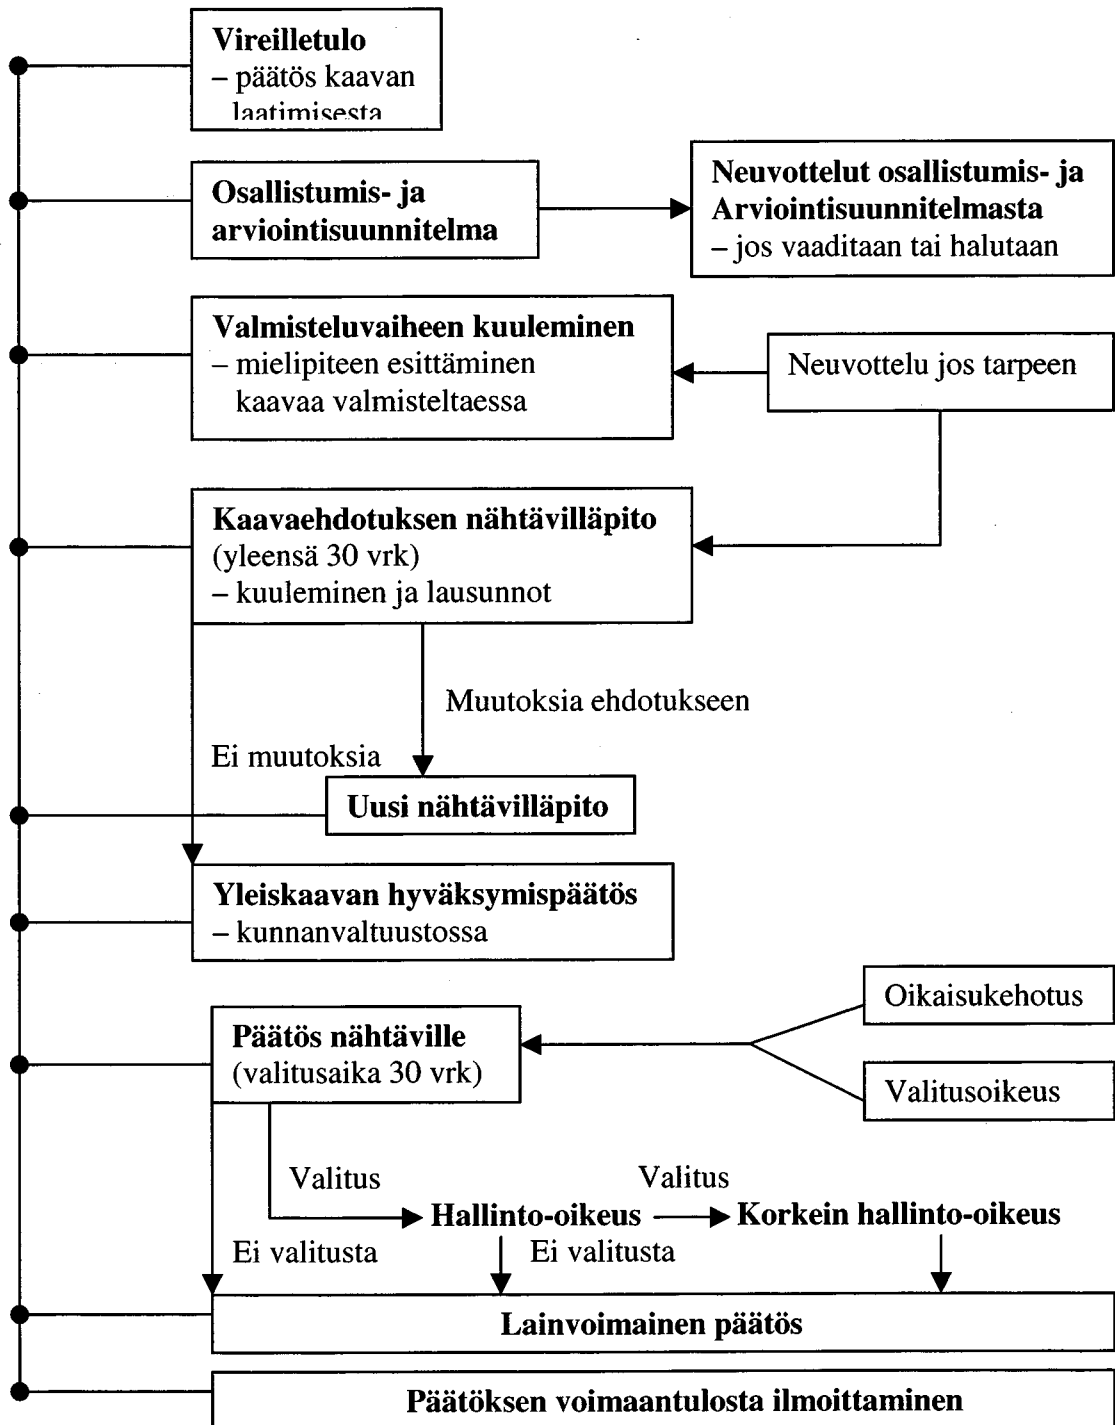 Vireilletulo
– päätös kaavan
laatimisesta
Osallistumis- ja
arviointisuunnitelma
Neuvottelut osallistumis- ja
Arviointisuunnitelmasta
– jos vaaditaan tai halutaan
Valmisteluvaiheen kuuleminen
– mielipiteen esittäminen
kaavaa valmisteltaessa
Neuvottelu jos tarpeen
Kaavaehdotuksen nähtävilläpito
(yleensä 30 vrk)
– kuuleminen ja lausunnot
Muutoksia ehdotukseen
Ei muutoksia
Uusi nähtävilläpito
Yleiskaavan hyväksymispäätös
– kunnanvaltuustossa
Oikaisukehotus
Päätös nähtäville
(valitusaika 30 vrk)
Valitusoikeus
Valitus
Valitus
Hallinto-oikeus
Korkein hallinto-oikeus
Ei valitusta
Ei valitusta
Lainvoimainen päätös
Päätöksen voimaantulosta ilmoittaminen